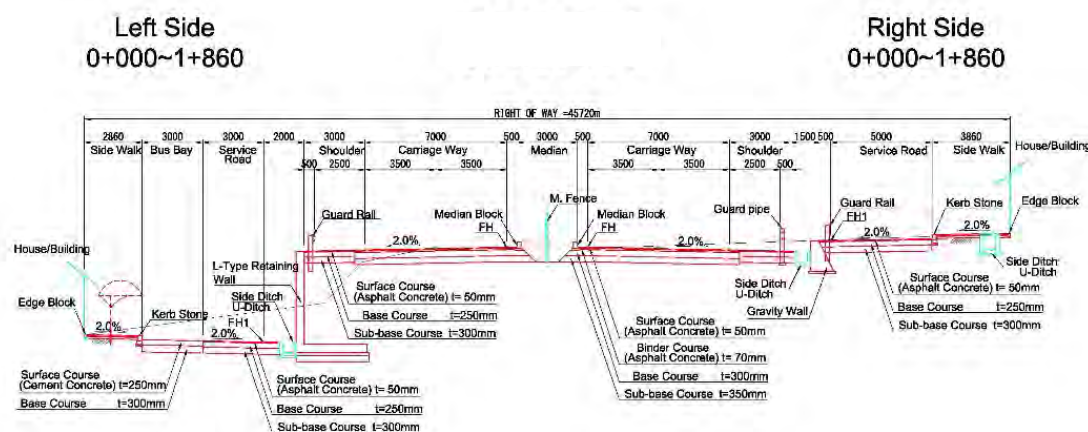 Left Side
0+000~1+860
Right Side
0+000~1+860
RIGHT OF WAY =45720m
2860 3000 3000 2000 3000 7000 500 3000 500 7000 3000 1500 500 5000 3860
Side Walk Bus Bay Service Road Shoulder Carriage Way Median Carriage Way Shoulder Service Road Side Walk
500 2500 3500 3500 3500 3500 2500 500
House/Building
M. Fence
Guard Rail
Median Block
FH
Median Block
FH
Guard pipe
Guard Rail
FH1
Kerb Stone
Edge Block
2.0%
2.0%
2.0%
2.0%
House/Building
L-Type Retaining
Wall
Side Ditch
U-Ditch
FH1
Edge Block
2.0%
Kerb Stone
2.0%
Surface Course
(Asphalt Concrete) t= 50mm
Base Course t=250mm
Sub-base Course t=300mm
Side Ditch
U-Ditch
Gravity Wall
Side Ditch
U-Ditch
Surface Course
(Asphalt Concrete) t= 50mm
Base Course t=250mm
Sub-base Course t=300mm
Surface Course
(Asphalt Concrete) t= 50mm
Binder Course
(Asphalt Concrete) t= 70mm
Base Course t=300mm
Sub-base Course t=350mm
Surface Course
(Cement Concrete) t=250mm
Base Course t=300mm
Surface Course
(Asphalt Concrete) t= 50mm
Base Course t=250mm
Sub-base Course t=300mm